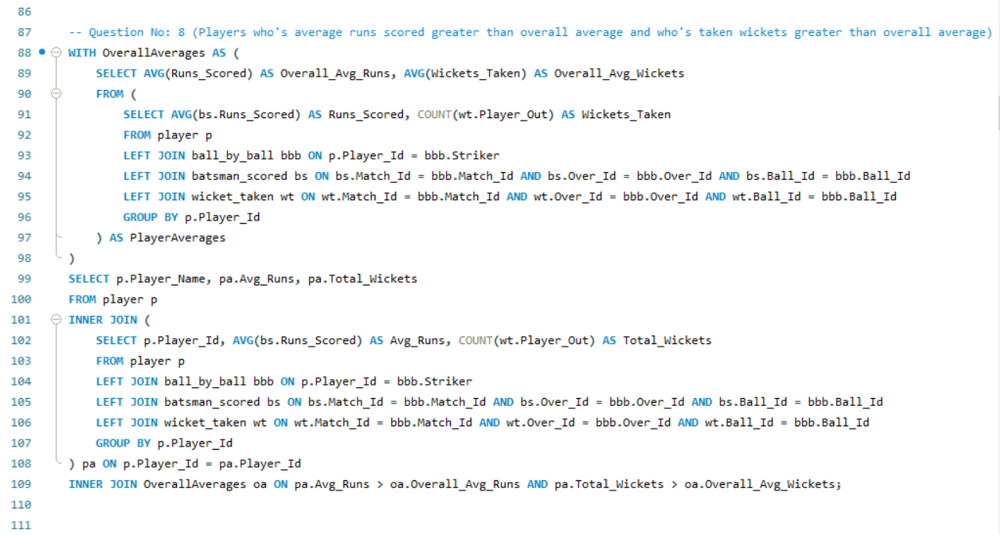 86
87 -- Question No: 8 (Players who's average runs scored greater than overall average and who's taken wickets greater than overall average)
88 WITH OverallAverages AS (
89 SELECT AVG(Runs_Scored) AS Overall_Avg_Runs, AVG(Wickets_Taken) AS Overall_Avg_Wickets
90 FROM (
91 SELECT AVG(bs.Runs_Scored) AS Runs_Scored, COUNT(wt.Player_Out) AS Wickets_Taken
92 FROM player p
93 LEFT JOIN ball_by_ball bbb ON p.Player_Id = bbb.Striker
94 LEFT JOIN batsman_scored bs ON bs.Match_Id = bbb.Match_Id AND bs.Over_Id = bbb.Over_Id AND bs.Ball_Id = bbb.Ball_Id
95 LEFT JOIN wicket_taken wt ON wt.Match_Id = bbb.Match_Id AND wt.Over_Id = bbb.Over_Id AND wt.Ball_Id = bbb.Ball_Id
96 GROUP BY p.Player_Id
97 ) AS PlayerAverages
98 )
99 SELECT p.Player_Name, pa.Avg_Runs, pa.Total_Wickets
100 FROM player p
101 INNER JOIN (
102 SELECT p.Player_Id, AVG(bs.Runs_Scored) AS Avg_Runs, COUNT(wt.Player_Out) AS Total_Wickets
103 FROM player p
104 LEFT JOIN ball_by_ball bbb ON p.Player_Id = bbb.Striker
105 LEFT JOIN batsman_scored bs ON bs.Match_Id = bbb.Match_Id AND bs.Over_Id = bbb.Over_Id AND bs.Ball_Id = bbb.Ball_Id
106 LEFT JOIN wicket_taken wt ON wt.Match_Id = bbb.Match_Id AND wt.Over_Id = bbb.Over_Id AND wt.Ball_Id = bbb.Ball_Id
107 GROUP BY p.Player_Id
108 ) pa ON p.Player_Id = pa.Player_Id
109 INNER JOIN OverallAverages oa ON pa.Avg_Runs > oa.Overall_Avg_Runs AND pa.Total_Wickets > oa.Overall_Avg_Wickets;
110
111